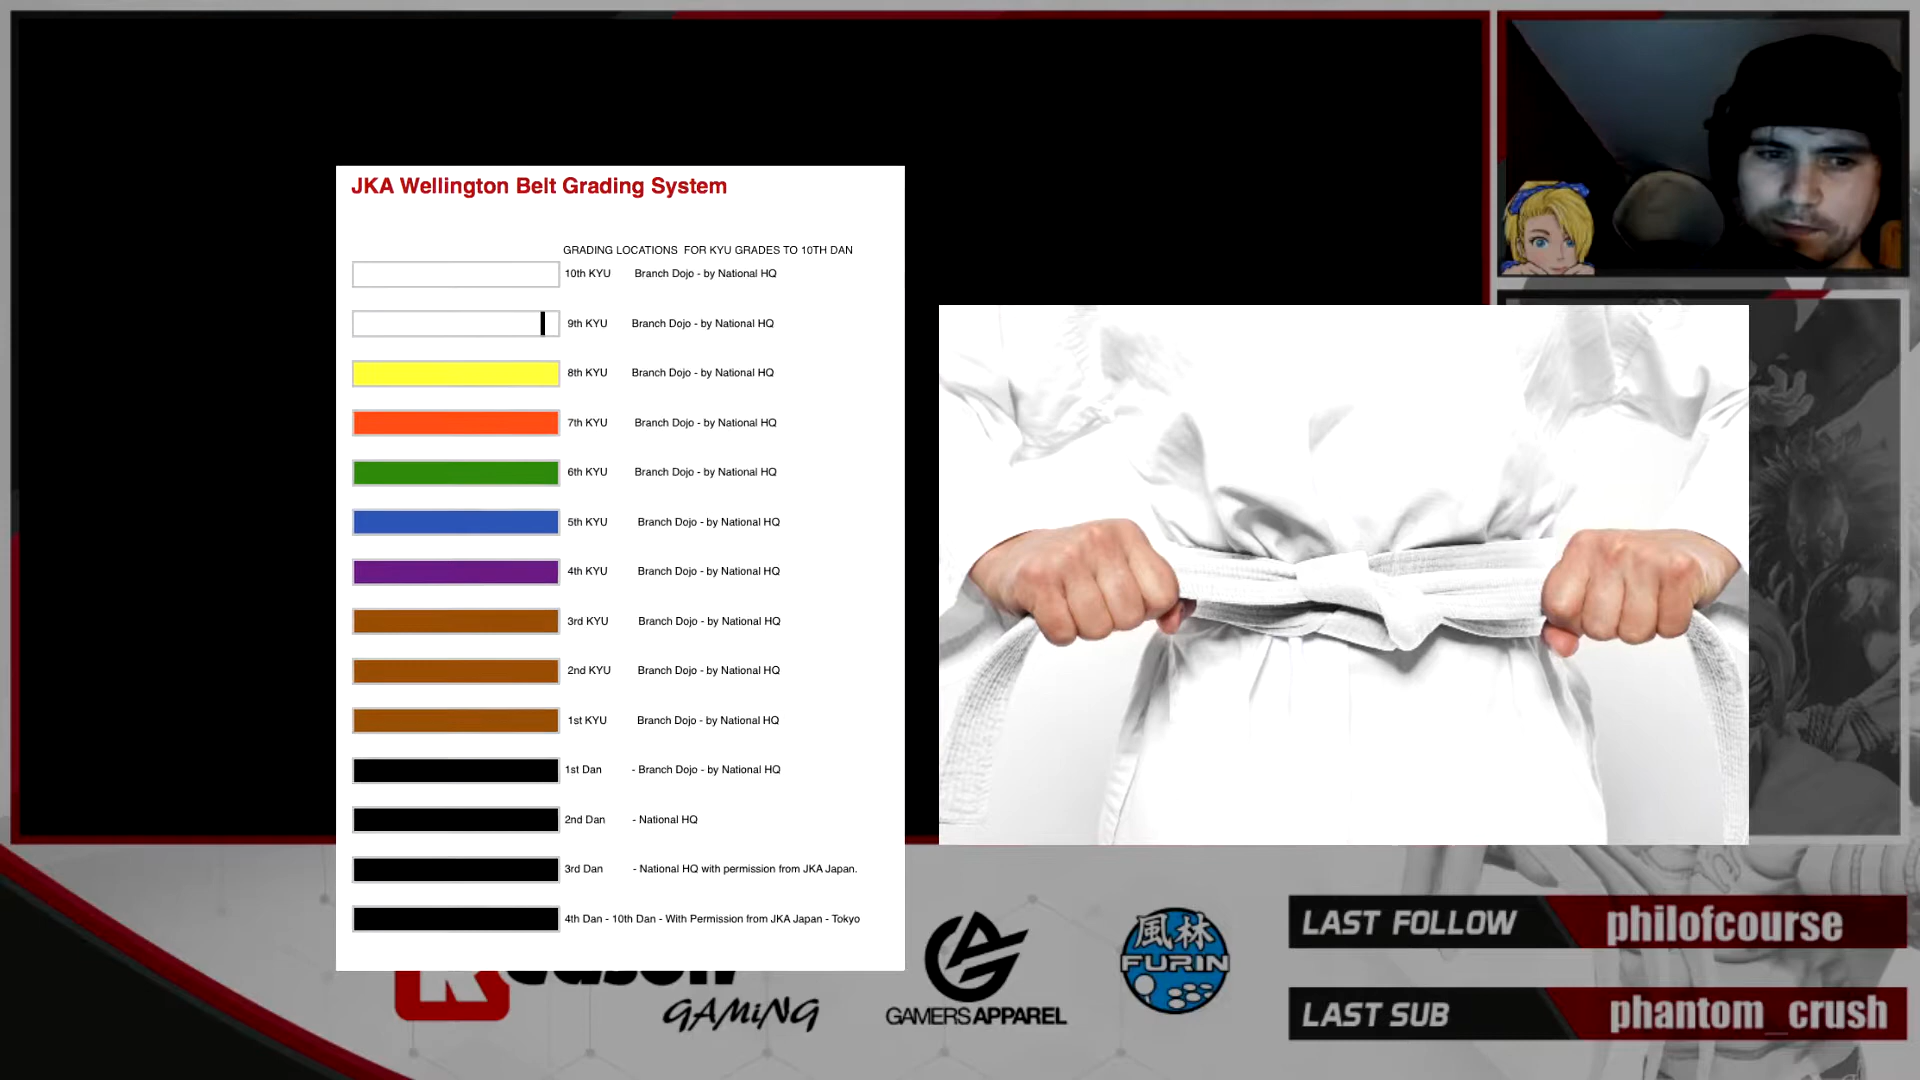 JKA Wellington Belt Grading System
GRADING LOCATIONS FOR KYU GRADES TO 10TH DAN
10th KYU Branch Dojo - by National HQ
9th KYU Branch Dojo - by National HQ
8th KYU Branch Dojo - by National HQ
7th KYU Branch Dojo - by National HQ
6th KYU Branch Dojo - by National HQ
5th KYU Branch Dojo - by National HQ
4th KYU Branch Dojo - by National HQ
3rd KYU Branch Dojo - by National HQ
2nd KYU Branch Dojo - by National HQ
1st KYU Branch Dojo - by National HQ
1st Dan - Branch Dojo - by National HQ
2nd Dan - National HQ
3rd Dan - National HQ with permission from JKA Japan.
4th Dan - 10th Dan - With Permission from JKA Japan - Tokyo
GAMiNG
GAMERSAPPAREL
風林
FURIN
LAST FOLLOW philofcourse
LAST SUB phantom_crush